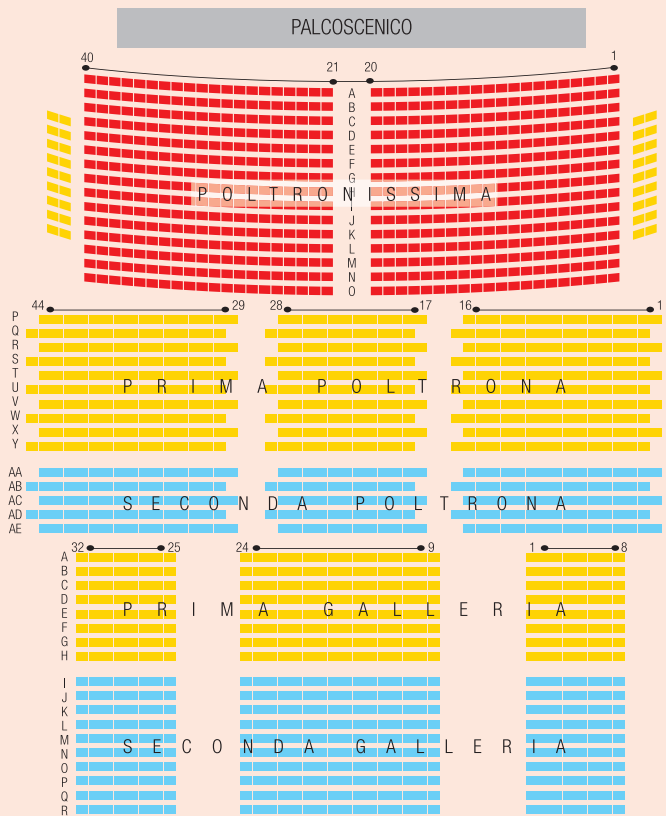 PALCOSCENICO
40 21 20 1
A
B
C
D
E
F
G
H
POLTRONISSIMA
I
J
K
L
M
N
O
44 29 28 17 16 1
P
Q
R
S
T
U PRIMA POLTRONA
V
W
X
Y
AA
AB
AC SECONDA POLTRONA
AD
AE
32 25 24 9 1 8
A
B
C
D
E PRIMA GALLERIA
F
G
H
I
J
K
L
M SECONDA GALLERIA
N
O
P
Q
R